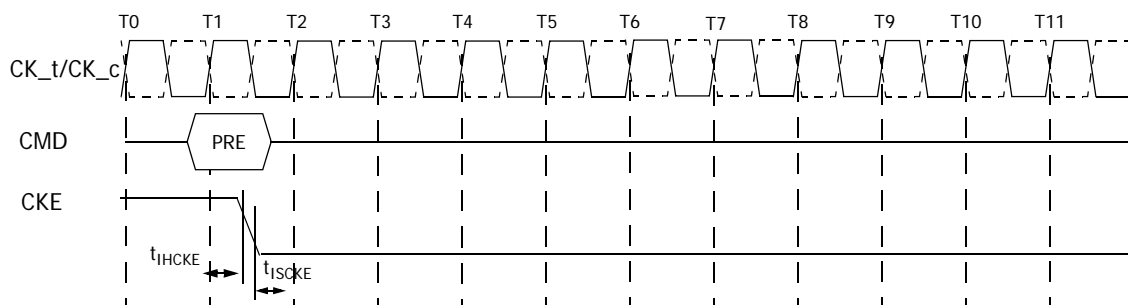 T0 T1 T2 T3 T4 T5 T6 T7 T8 T9 T10 T11
CK_t/CK_c
CMD PRE
CKE
tIHCKE
tISCKE